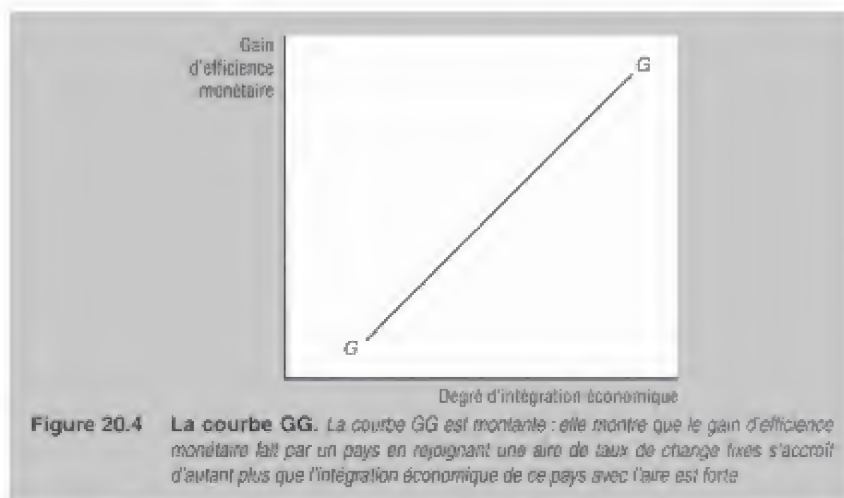 Gain
d'efficience
monétaire
G
G
Degré d'intégration économique
Figure 20.4 La courbe GG. La courbe GG est montante : elle montre que le gain d'efficience
monétaire fait par un pays en rejoignant une aire de taux de change fixes s'accroît
d'autant plus que l'intégration économique de ce pays avec l'aire est forte